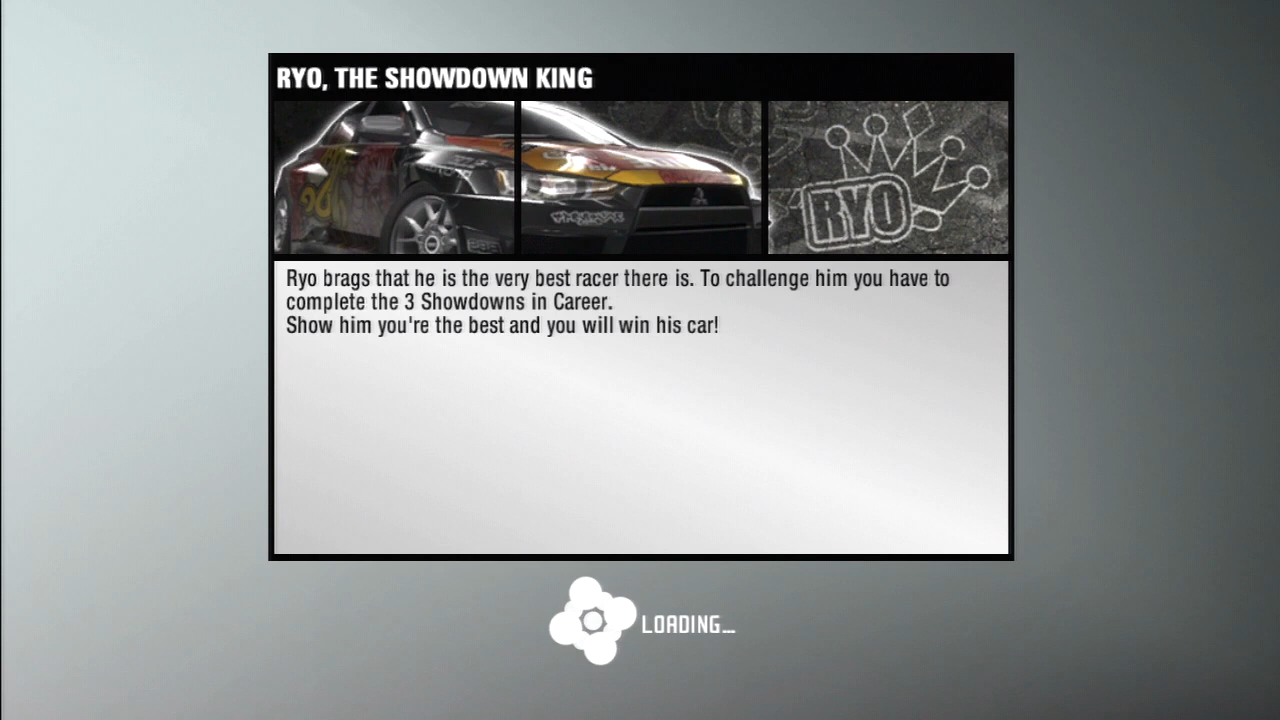 RYO, THE SHOWDOWN KING
RYO
Ryo brags that he is the very best racer there is. To challenge him you have to
complete the 3 Showdowns in Career.
Show him you're the best and you will win his car!
LOADING...